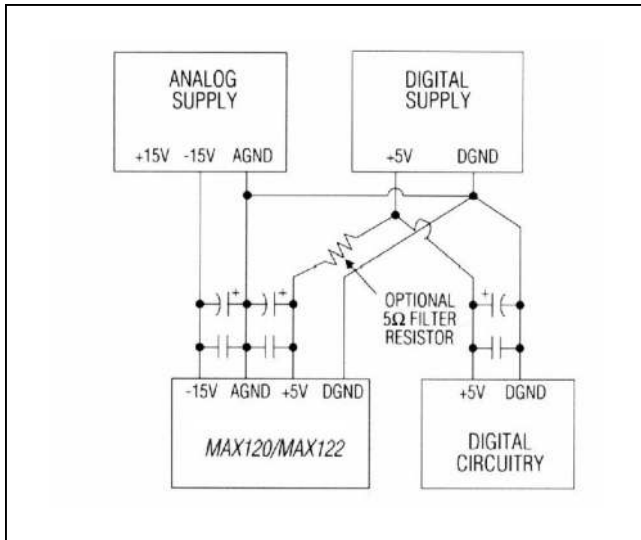 ANALOG
SUPPLY
+15V -15V AGND
DIGITAL
SUPPLY
+5V DGND
+ +
OPTIONAL
5Ω FILTER
RESISTOR
+
-15V AGND +5V DGND
MAX120/MAX122
+5V DGND
DIGITAL
CIRCUITRY